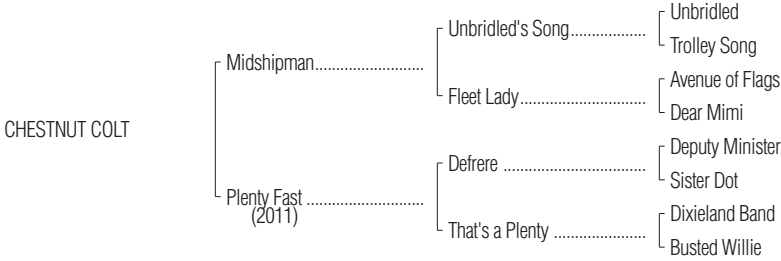 CHESTNUT COLT
Midshipman..........................
Plenty Fast ............................
(2011)
Unbridled's Song..................
Fleet Lady..............................
Defrere ..................................
That's a Plenty ......................
Unbridled
Trolley Song
Avenue of Flags
Dear Mimi
Deputy Minister
Sister Dot
Dixieland Band
Busted Willie